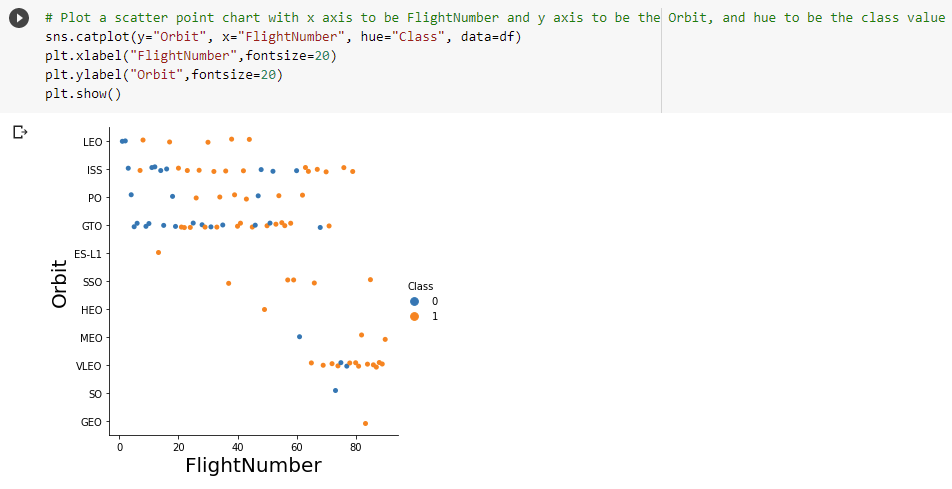 # Plot a scatter point chart with x axis to be FlightNumber and y axis to be the Orbit, and hue to be the class value
sns.catplot(y="Orbit", x="FlightNumber", hue="Class", data=df)
plt.xlabel("FlightNumber",fontsize=20)
plt.ylabel("Orbit",fontsize=20)
plt.show()
LEO
ISS
PO
GTO
ES-L1
SSO
HEO
MEO
VLEO
SO
GEO
Orbit
0 20 40 60 80
FlightNumber
Class
0
1